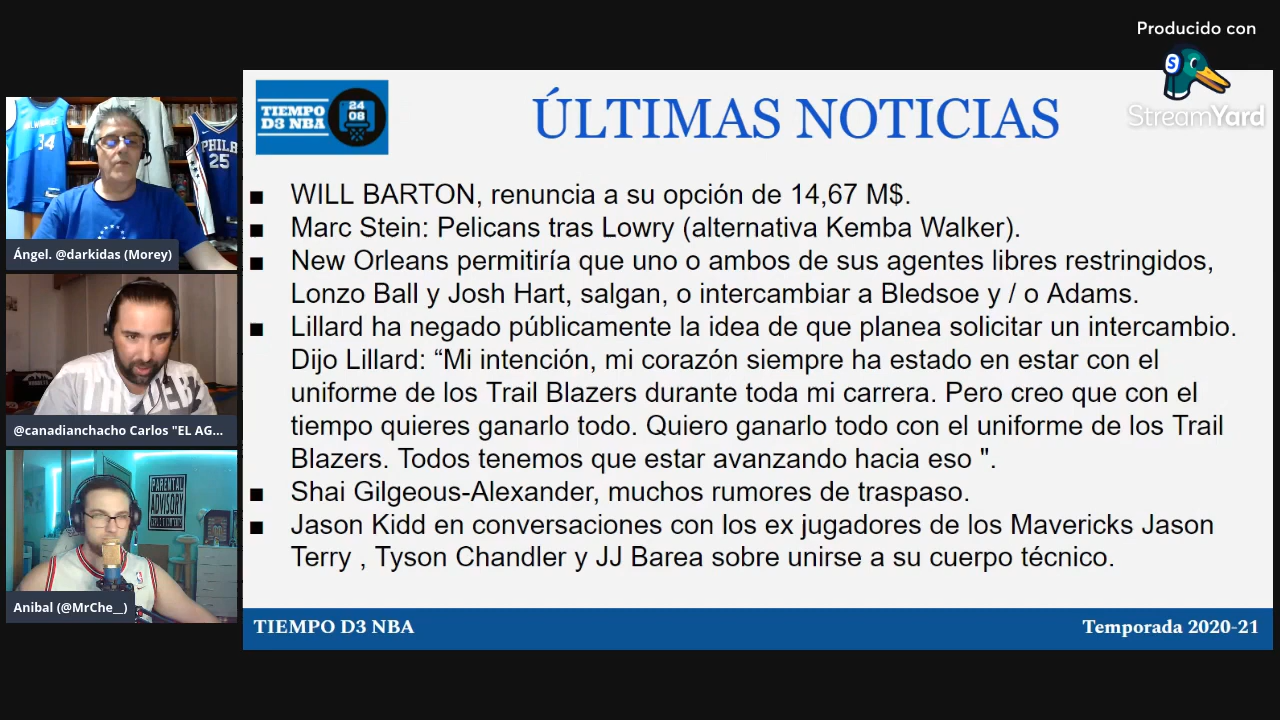 Producido con
StreamYard
TIEMPO
D3 NBA
24
08
ÚLTIMAS NOTICIAS
WILL BARTON, renuncia a su opción de 14,67 M$.
Marc Stein: Pelicans tras Lowry (alternativa Kemba Walker).
New Orleans permitiría que uno o ambos de sus agentes libres restringidos,
Lonzo Ball y Josh Hart, salgan, o intercambiar a Bledsoe y / o Adams.
Lillard ha negado públicamente la idea de que planea solicitar un intercambio.
Dijo Lillard: “Mi intención, mi corazón siempre ha estado en estar con el
uniforme de los Trail Blazers durante toda mi carrera. Pero creo que con el
tiempo quieres ganarlo todo. Quiero ganarlo todo con el uniforme de los Trail
Blazers. Todos tenemos que estar avanzando hacia eso ".
Shai Gilgeous-Alexander, muchos rumores de traspaso.
Jason Kidd en conversaciones con los ex jugadores de los Mavericks Jason
Terry , Tyson Chandler y JJ Barea sobre unirse a su cuerpo técnico.
TIEMPO D3 NBA
Temporada 2020-21
34
PHILA
25
Ángel. @darkidas (Morey)
@canadianchacho Carlos "EL AG...
PARENTAL
ADVISORY
Anibal (@MrChe__)